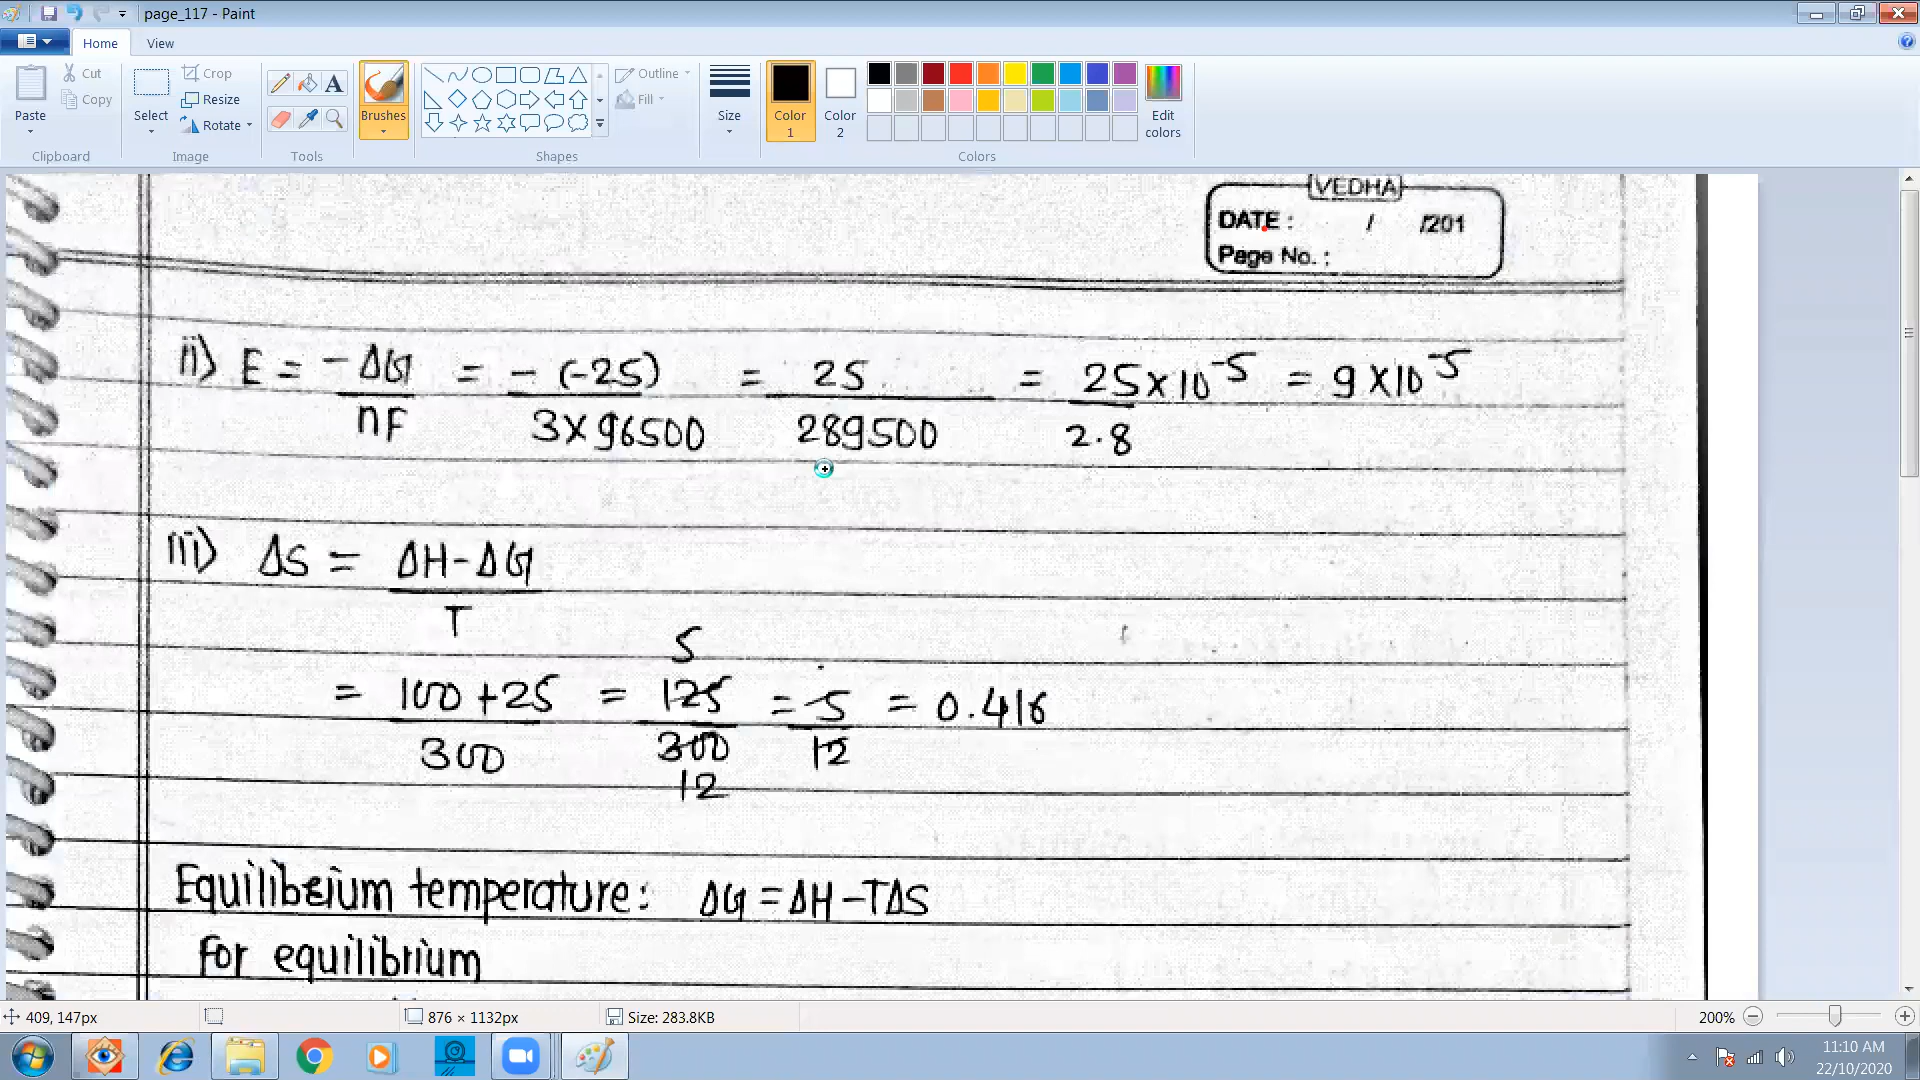 page_117 - Paint
Home View
Cut
Copy
Paste
Clipboard
Crop
Resize
Rotate
Select
Image
Tools
Brushes
Outline
Fill
Shapes
Size
Color 1
Color 2
Edit colors
Colors
VEDHA
DATE : / /201
Page No. :
ii) E = -ΔG / nF = -(-25) / 3×96500 = 25 / 289500 = 25×10^-5 / 2.8 = 9×10^-5
iii) ΔS = ΔH-ΔG / T
= 100+25 / 300 = 125 / 300 = 5 / 12 = 0.416
5
12
Equilibrium temperature: ΔG = ΔH-TΔS
For equilibrium
409, 147px
876 × 1132px
Size: 283.8KB
200%
11:10 AM
22/10/2020